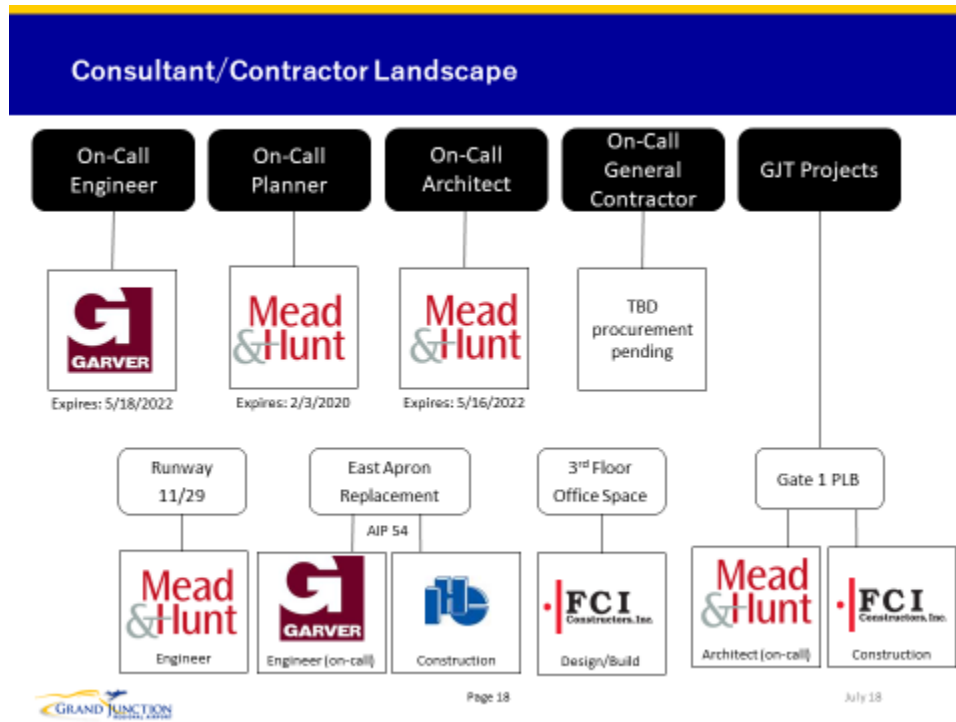 Consultant/Contractor Landscape
On-Call
Engineer
On-Call
Planner
On-Call
Architect
On-Call
General
Contractor
GJT Projects
GARVER
Mead
&Hunt
Mead
&Hunt
TBD
procurement
pending
Expires: 5/18/2022
Expires: 2/3/2020
Expires: 5/16/2022
Runway
11/29
East Apron
Replacement
3rd Floor
Office Space
Gate 1 PLB
AIP 54
Mead
&Hunt
Engineer
GARVER
Engineer (on-call)
IHC
Construction
FCI
Constructors, Inc.
Design/Build
Mead
&Hunt
Architect (on-call)
FCI
Constructors, Inc.
Construction
GRAND JUNCTION
REGIONAL AIRPORT
Page 18
July 18